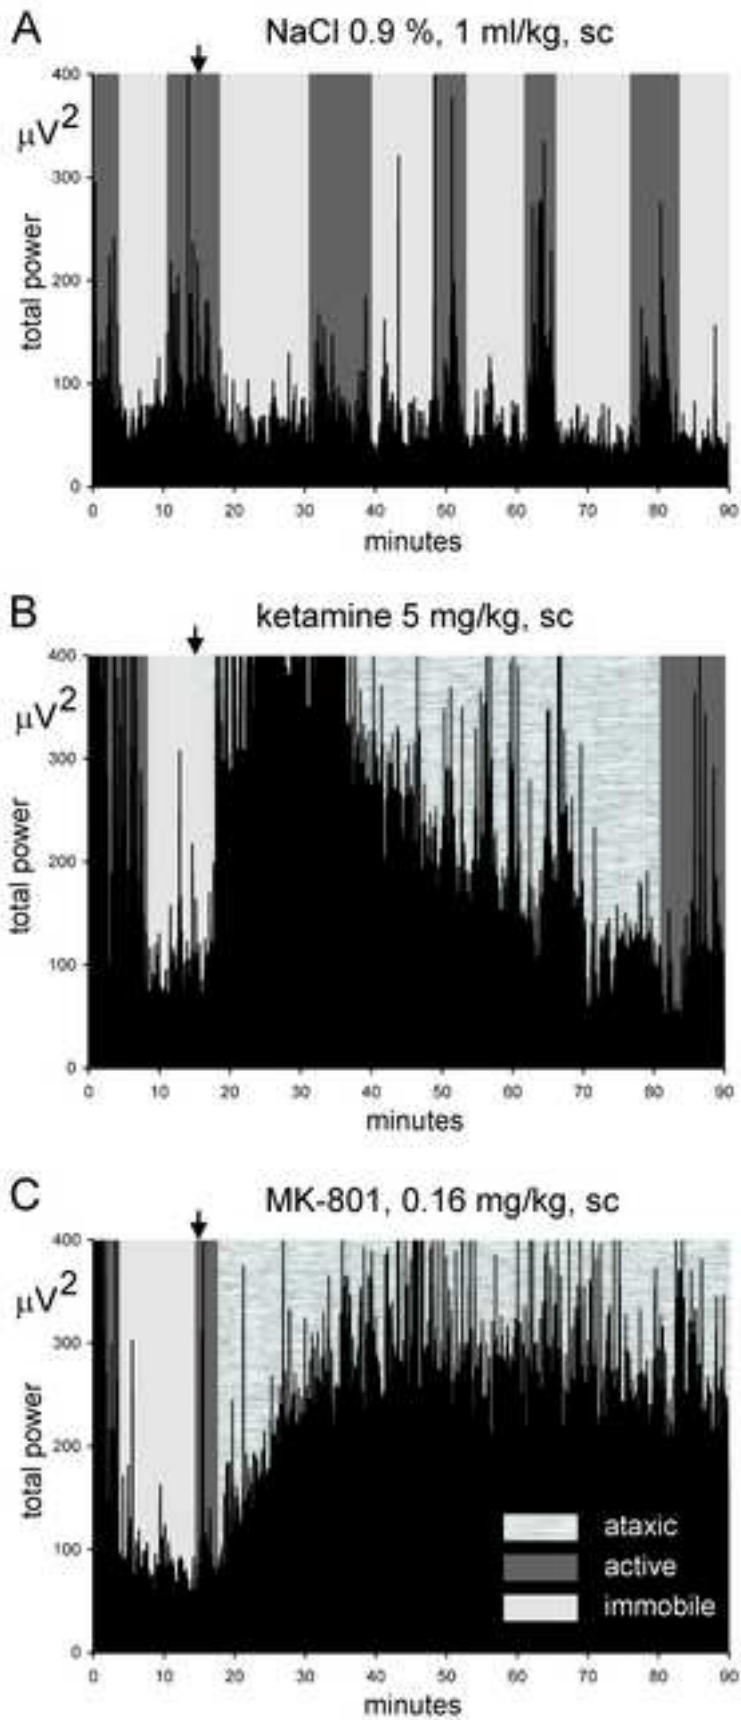 A
NaCl 0.9 %, 1 ml/kg, sc
400
μV2
300
total power
200
100
0
0 10 20 30 40 50 60 70 80 90
minutes
B
ketamine 5 mg/kg, sc
400
μV2
300
total power
200
100
0
0 10 20 30 40 50 60 70 80 90
minutes
C
MK-801, 0.16 mg/kg, sc
400
μV2
300
total power
200
100
0
ataxic
active
immobile
0 10 20 30 40 50 60 70 80 90
minutes